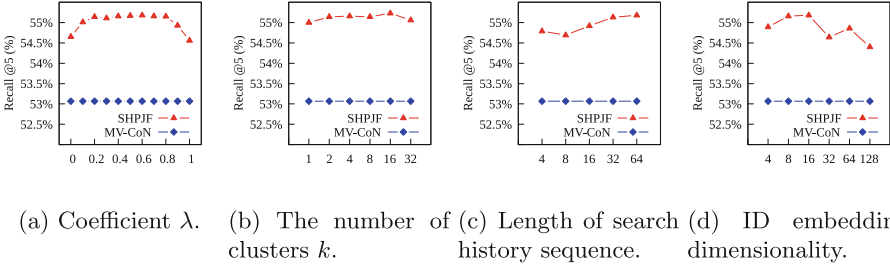 55%
54.5%
54%
53.5%
53%
52.5%
Recall @5 (%)
SHPJF
MV-CoN
0 0.2 0.4 0.6 0.8 1
55%
54.5%
54%
53.5%
53%
52.5%
Recall @5 (%)
SHPJF
MV-CoN
1 2 4 8 16 32
55%
54.5%
54%
53.5%
53%
52.5%
Recall @5 (%)
SHPJF
MV-CoN
4 8 16 32 64
55%
54.5%
54%
53.5%
53%
52.5%
Recall @5 (%)
SHPJF
MV-CoN
4 8 16 32 64 128
(a) Coefficient λ.
(b) The number of
clusters k.
(c) Length of search
history sequence.
(d) ID embeddin
dimensionality.